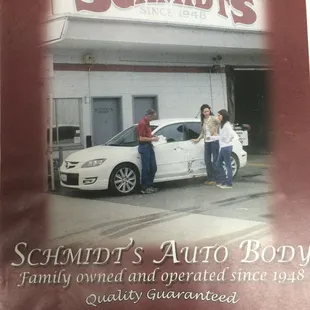 SCHMIDT'S
SINCE 1948
SCHMIDT'S AUTO BODY
Family owned and operated since 1948
Quality Guaranteed